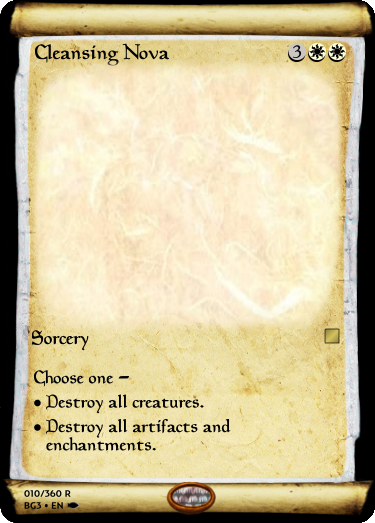 Cleansing Nova 3
Sorcery
Choose one —
• Destroy all creatures.
• Destroy all artifacts and
enchantments.
010/360 R
BG3 • EN